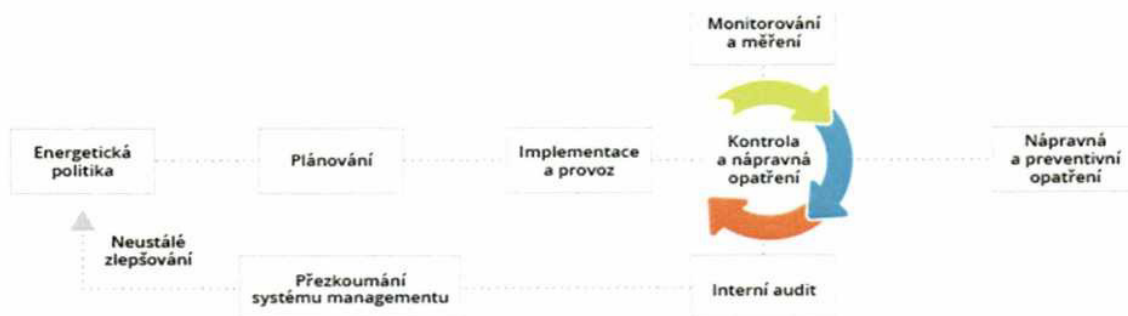 Monitorování
a měření
Energetická
politika
Plánování
Implementace
a provoz
Kontrola
a nápravná
opatření
Nápravná
a preventivní
opatření
Neustálé
zlepšování
Přezkoumání
systému managementu
Interní audit